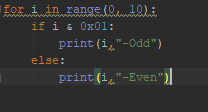 for i in range(0, 10):
    if i & 0x01:
        print(i,"-Odd")
    else:
        print(i,"-Even")